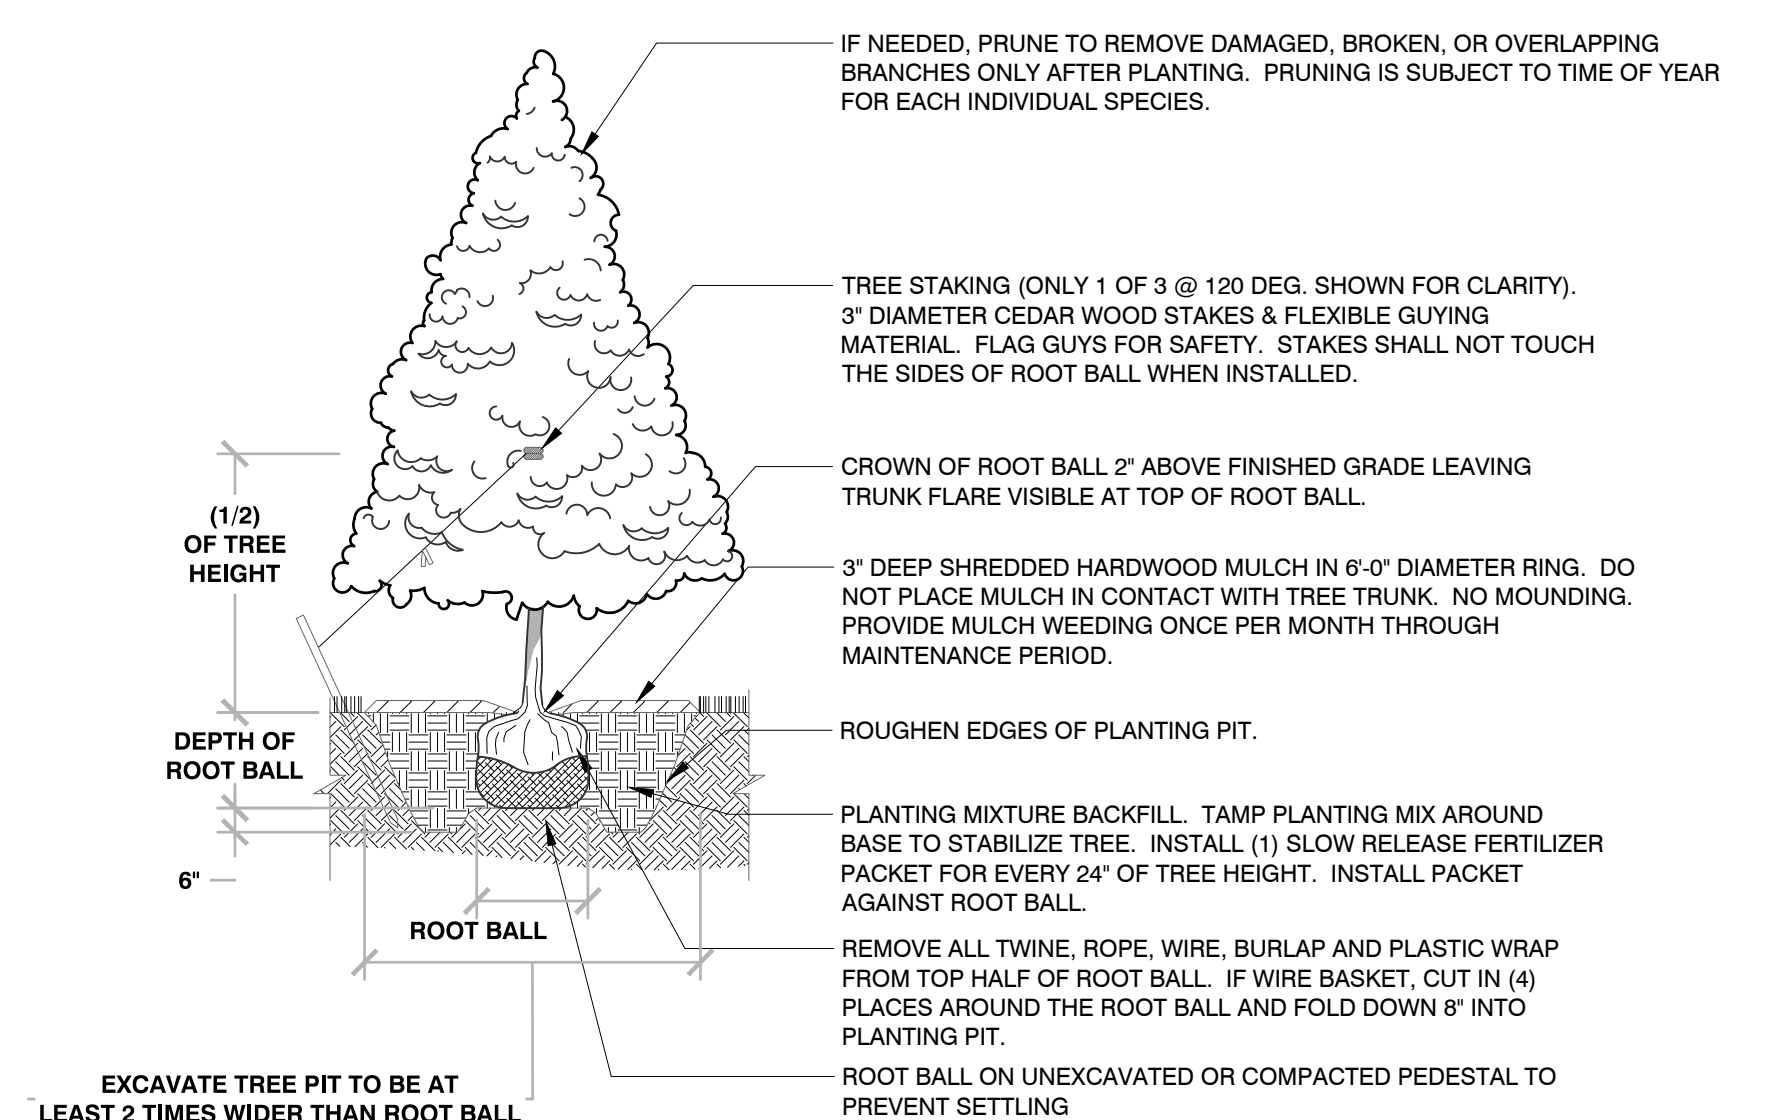 IF NEEDED, PRUNE TO REMOVE DAMAGED, BROKEN, OR OVERLAPPING
BRANCHES ONLY AFTER PLANTING.  PRUNING IS SUBJECT TO TIME OF YEAR
FOR EACH INDIVIDUAL SPECIES.
TREE STAKING (ONLY 1 OF 3 @ 120 DEG. SHOWN FOR CLARITY).
3" DIAMETER CEDAR WOOD STAKES & FLEXIBLE GUYING
MATERIAL.  FLAG GUYS FOR SAFETY.  STAKES SHALL NOT TOUCH
THE SIDES OF ROOT BALL WHEN INSTALLED.
CROWN OF ROOT BALL 2" ABOVE FINISHED GRADE LEAVING
TRUNK FLARE VISIBLE AT TOP OF ROOT BALL.
3" DEEP SHREDDED HARDWOOD MULCH IN 6'-0" DIAMETER RING.  DO
NOT PLACE MULCH IN CONTACT WITH TREE TRUNK.  NO MOUNDING.
PROVIDE MULCH WEEDING ONCE PER MONTH THROUGH
MAINTENANCE PERIOD.
ROUGHEN EDGES OF PLANTING PIT.
PLANTING MIXTURE BACKFILL.  TAMP PLANTING MIX AROUND
BASE TO STABILIZE TREE.  INSTALL (1) SLOW RELEASE FERTILIZER
PACKET FOR EVERY 24" OF TREE HEIGHT.  INSTALL PACKET
AGAINST ROOT BALL.
REMOVE ALL TWINE, ROPE, WIRE, BURLAP AND PLASTIC WRAP
FROM TOP HALF OF ROOT BALL.  IF WIRE BASKET, CUT IN (4)
PLACES AROUND THE ROOT BALL AND FOLD DOWN 8" INTO
PLANTING PIT.
ROOT BALL ON UNEXCAVATED OR COMPACTED PEDESTAL TO
PREVENT SETTLING
(1/2)
OF TREE
HEIGHT
DEPTH OF
ROOT BALL
6"
ROOT BALL
EXCAVATE TREE PIT TO BE AT
LEAST 2 TIMES WIDER THAN ROOT BALL